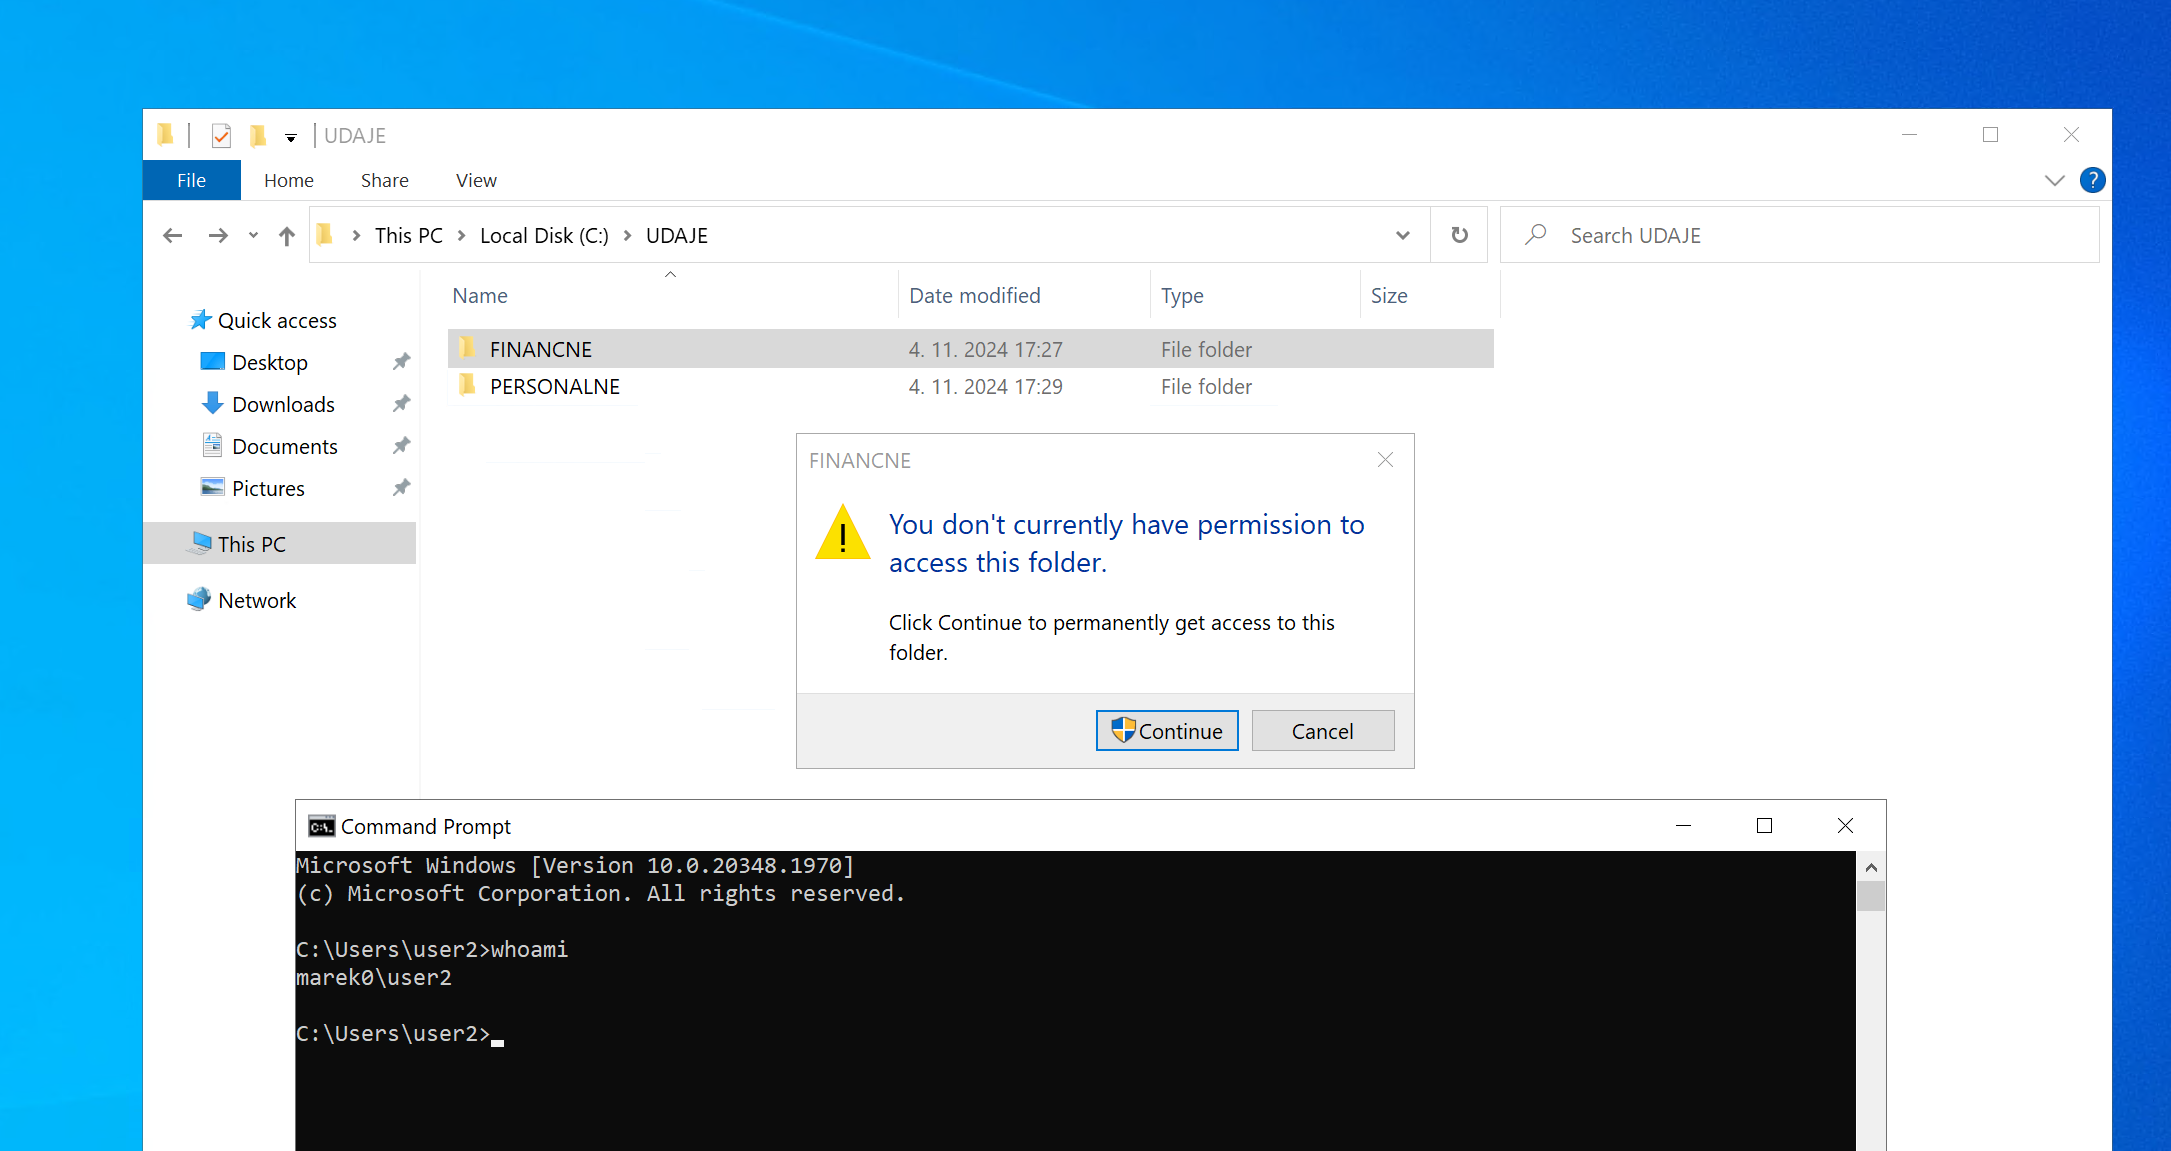 UDAJE
File Home Share View
?
This PC > Local Disk (C:) > UDAJE
Search UDAJE
Name Date modified Type Size
Quick access
Desktop
Downloads
Documents
Pictures
This PC
Network
FINANCNE 4. 11. 2024 17:27 File folder
PERSONALNE 4. 11. 2024 17:29 File folder
FINANCNE
You don't currently have permission to
access this folder.
Click Continue to permanently get access to this
folder.
Continue Cancel
Command Prompt
Microsoft Windows [Version 10.0.20348.1970]
(c) Microsoft Corporation. All rights reserved.
C:\Users\user2>whoami
marek0\user2
C:\Users\user2>